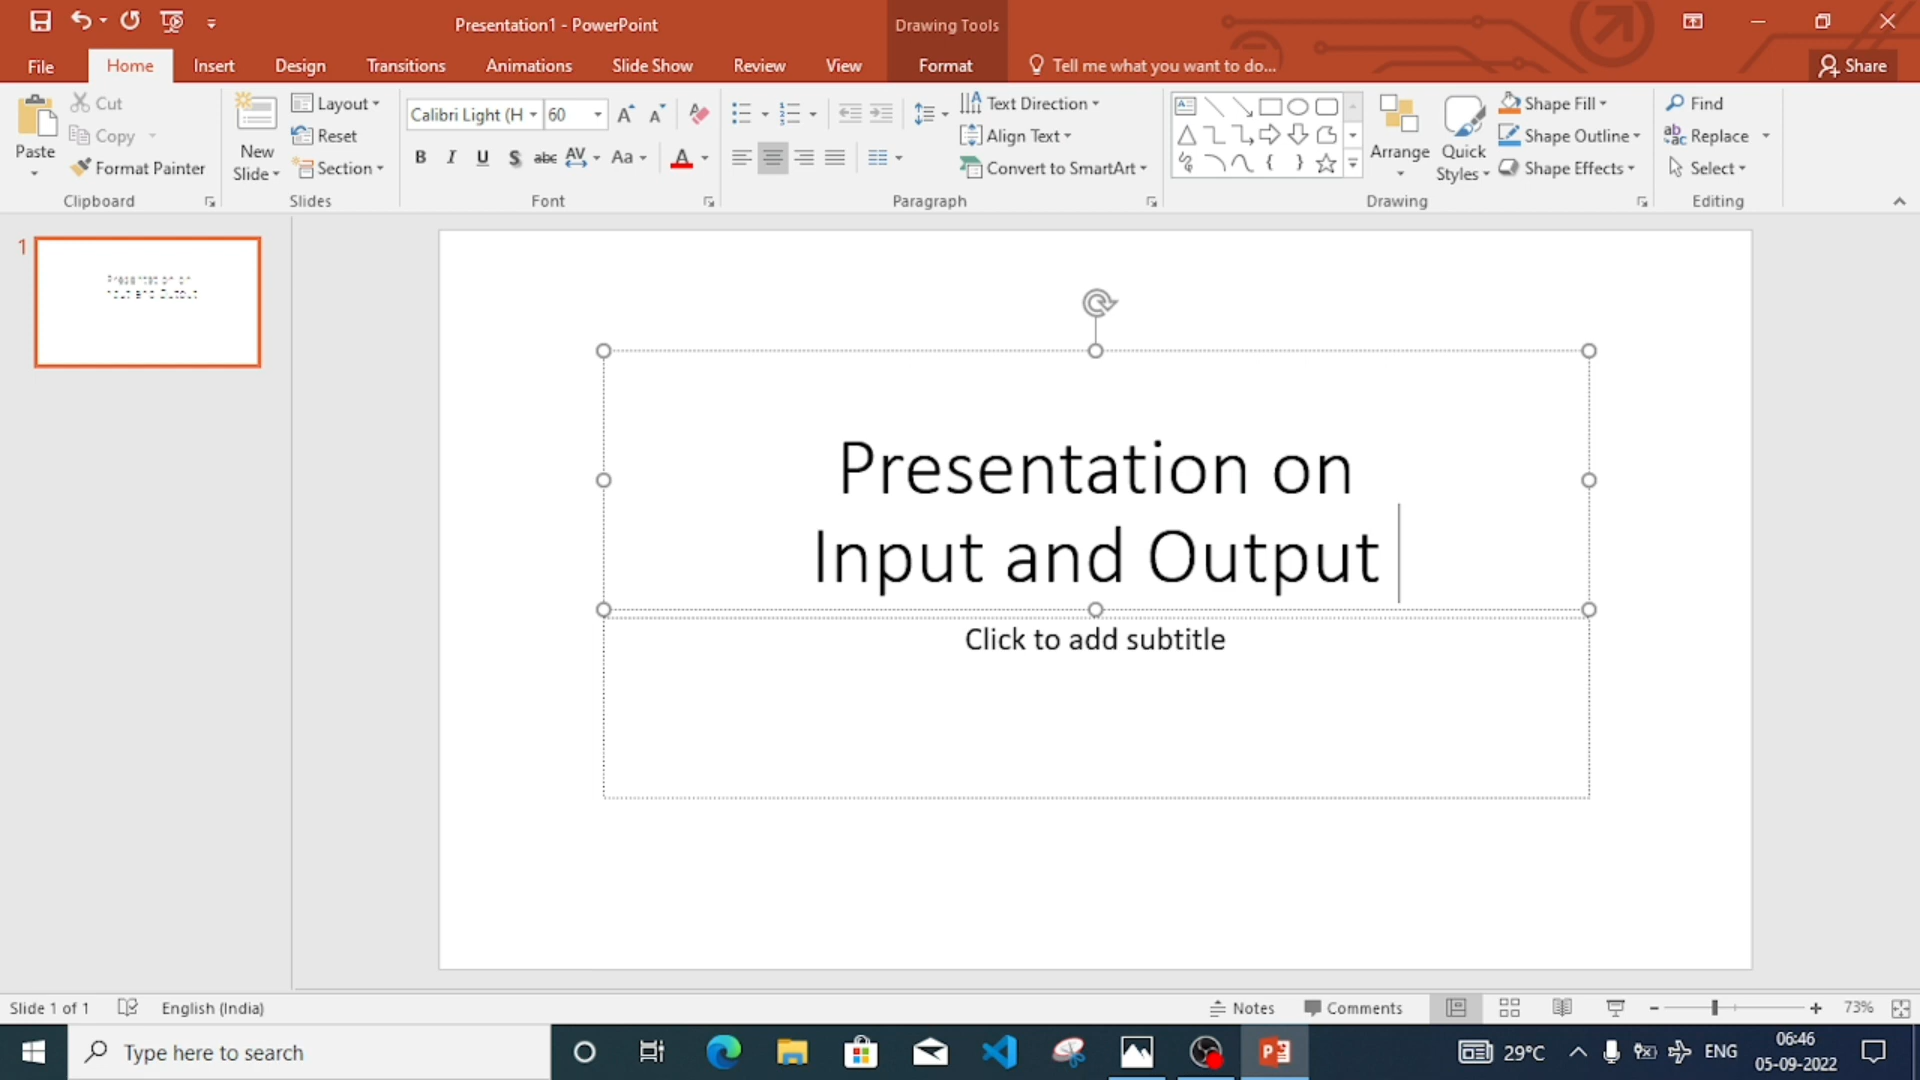 Presentation1 - PowerPoint
Drawing Tools
File
Home
Insert
Design
Transitions
Animations
Slide Show
Review
View
Format
Tell me what you want to do...
Share
Paste
Cut
Copy
Format Painter
Clipboard
New
Slide
Layout
Reset
Section
Slides
Calibri Light (H
60
B I U S abc AV Aa A
Font
Text Direction
Align Text
Convert to SmartArt
Paragraph
Arrange
Quick
Styles
Shape Fill
Shape Outline
Shape Effects
Drawing
Find
Replace
Select
Editing
1
Presentation on
Input and Output
Click to add subtitle
Slide 1 of 1
English (India)
Notes
Comments
73%
Type here to search
29°C
ENG
06:46
05-09-2022